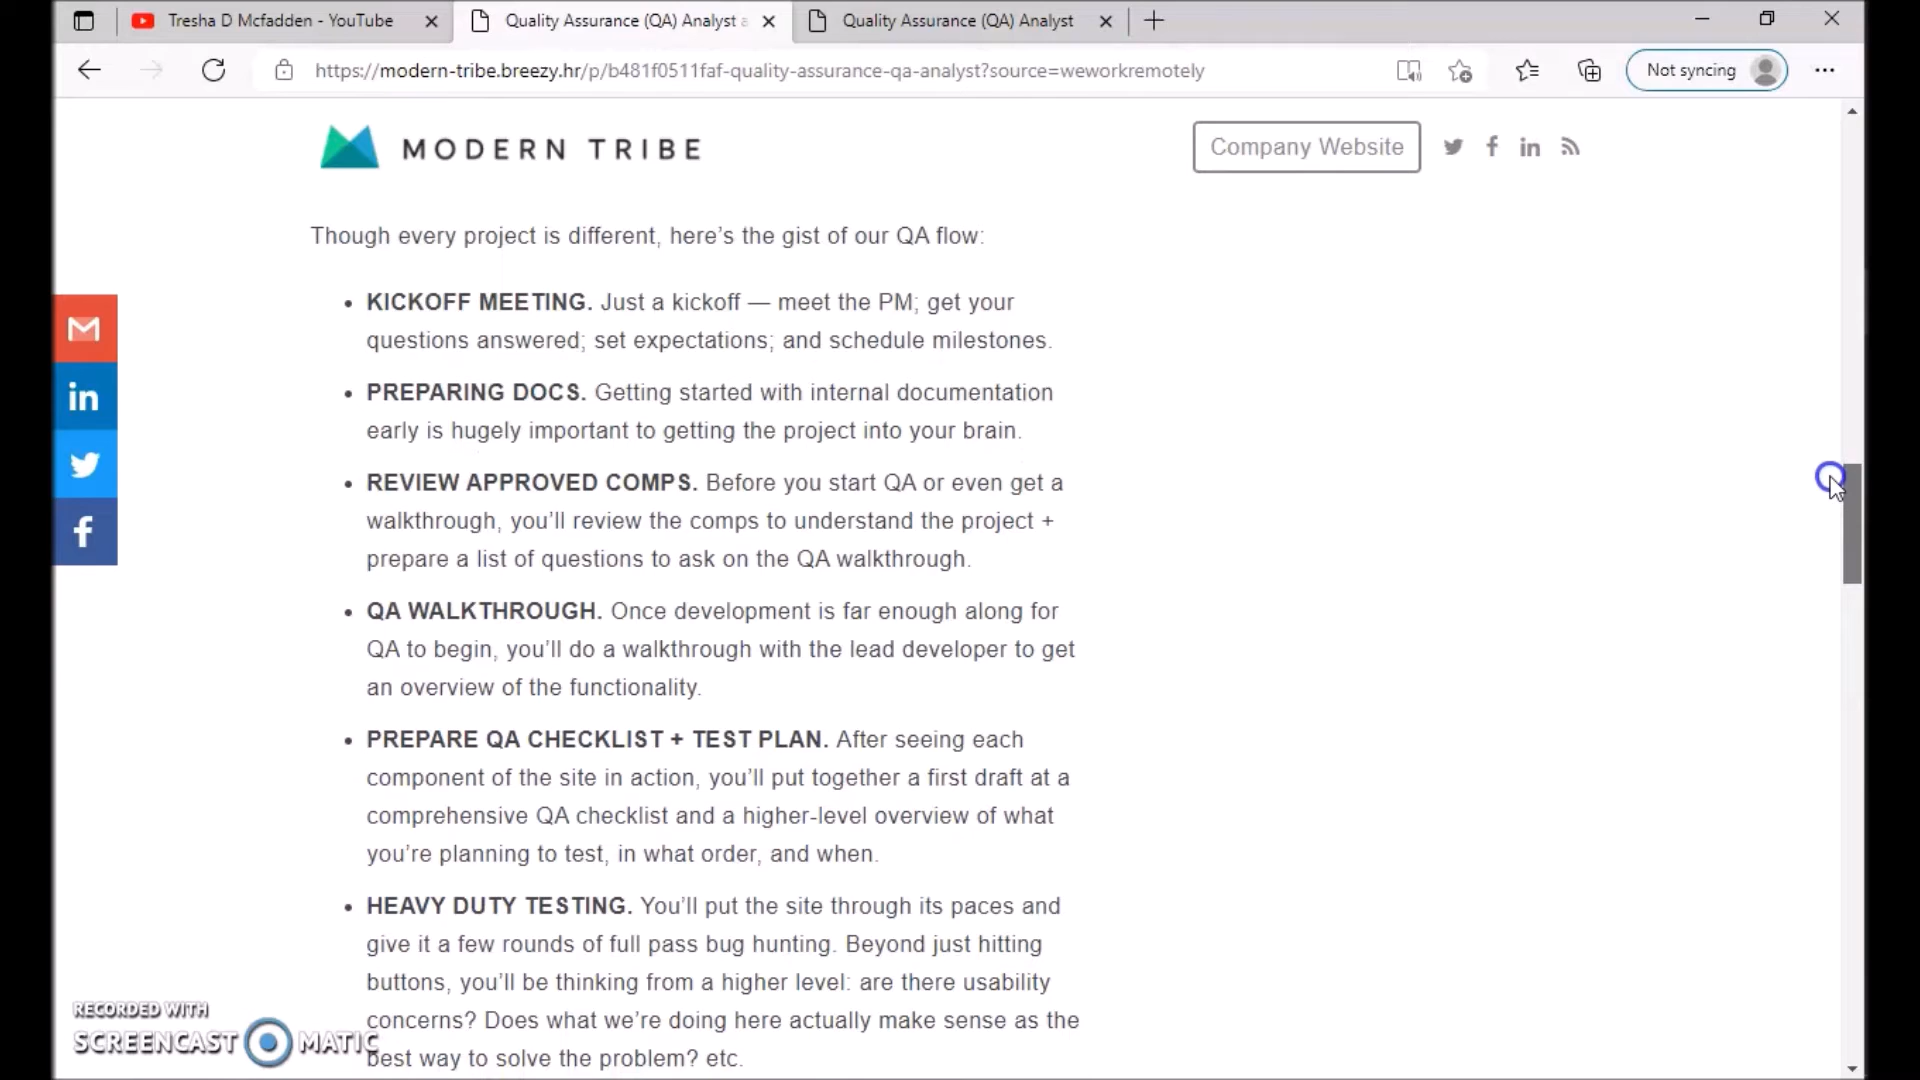 Tresha D Mcfadden - YouTube
Quality Assurance (QA) Analyst a
Quality Assurance (QA) Analyst
https://modern-tribe.breezy.hr/p/b481f0511faf-quality-assurance-qa-analyst?source=weworkremotely
Not syncing
MODERN TRIBE
Company Website
Though every project is different, here’s the gist of our QA flow:
• KICKOFF MEETING. Just a kickoff — meet the PM; get your
questions answered; set expectations; and schedule milestones.
• PREPARING DOCS. Getting started with internal documentation
early is hugely important to getting the project into your brain.
• REVIEW APPROVED COMPS. Before you start QA or even get a
walkthrough, you’ll review the comps to understand the project +
prepare a list of questions to ask on the QA walkthrough.
• QA WALKTHROUGH. Once development is far enough along for
QA to begin, you’ll do a walkthrough with the lead developer to get
an overview of the functionality.
• PREPARE QA CHECKLIST + TEST PLAN. After seeing each
component of the site in action, you’ll put together a first draft at a
comprehensive QA checklist and a higher-level overview of what
you’re planning to test, in what order, and when.
• HEAVY DUTY TESTING. You’ll put the site through its paces and
give it a few rounds of full pass bug hunting. Beyond just hitting
buttons, you’ll be thinking from a higher level: are there usability
concerns? Does what we’re doing here actually make sense as the
best way to solve the problem? etc.
RECORDED WITH
SCREENCAST MATIC